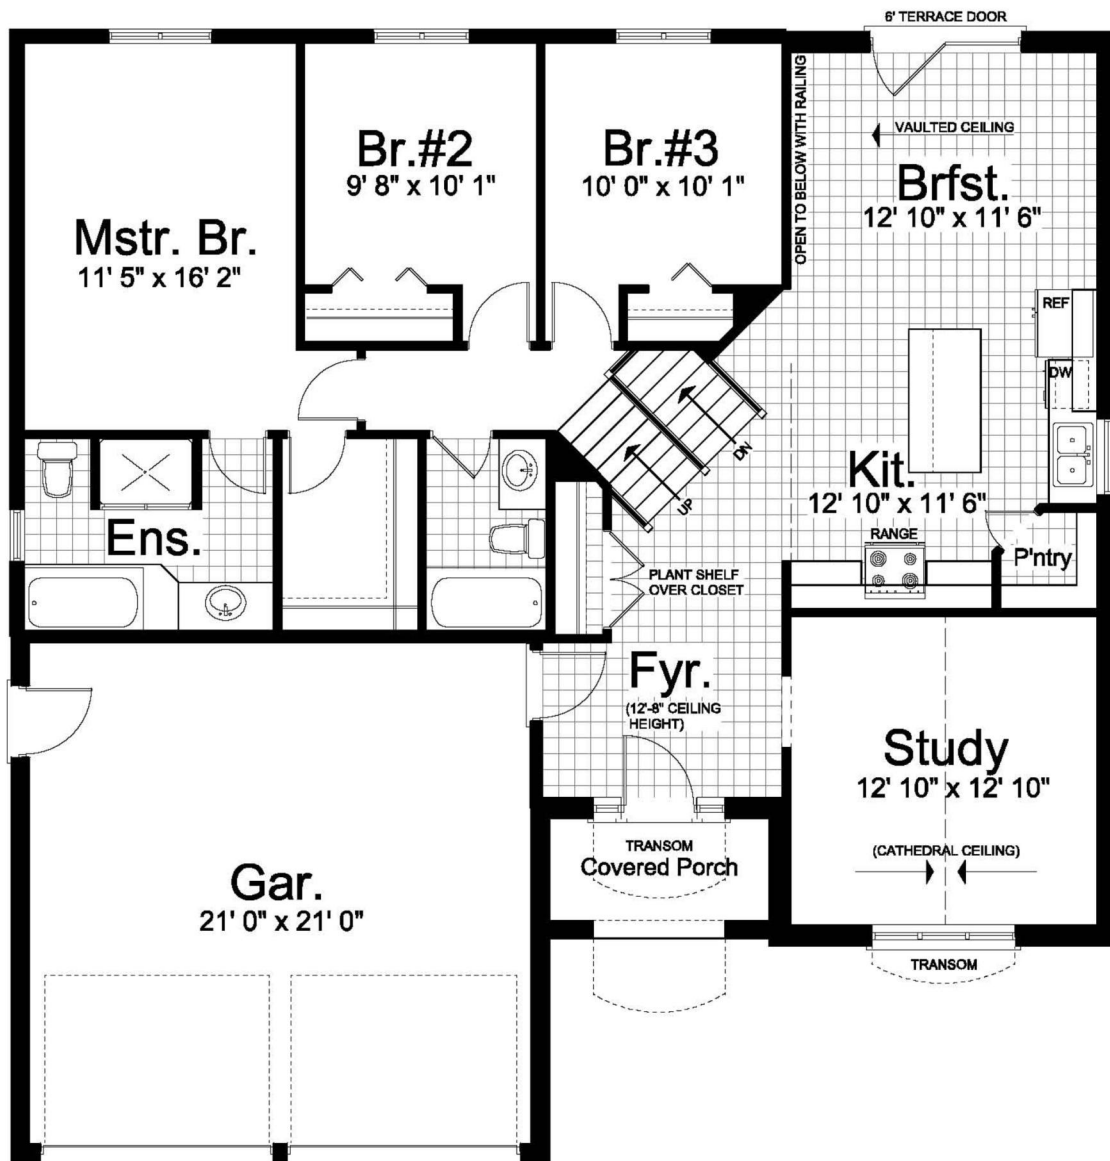 6' TERRACE DOOR
OPEN TO BELOW WITH RAILING
VAULTED CEILING
Br.#2
9' 8" x 10' 1"
Br.#3
10' 0" x 10' 1"
Brfst.
12' 10" x 11' 6"
Mstr. Br.
11' 5" x 16' 2"
REF
DW
DN
UP
Kit.
12' 10" x 11' 6"
RANGE
P'ntry
Ens.
PLANT SHELF
OVER CLOSET
Fyr.
(12'-8" CEILING
HEIGHT)
Study
12' 10" x 12' 10"
(CATHEDRAL CEILING)
TRANSOM
Covered Porch
Gar.
21' 0" x 21' 0"
TRANSOM